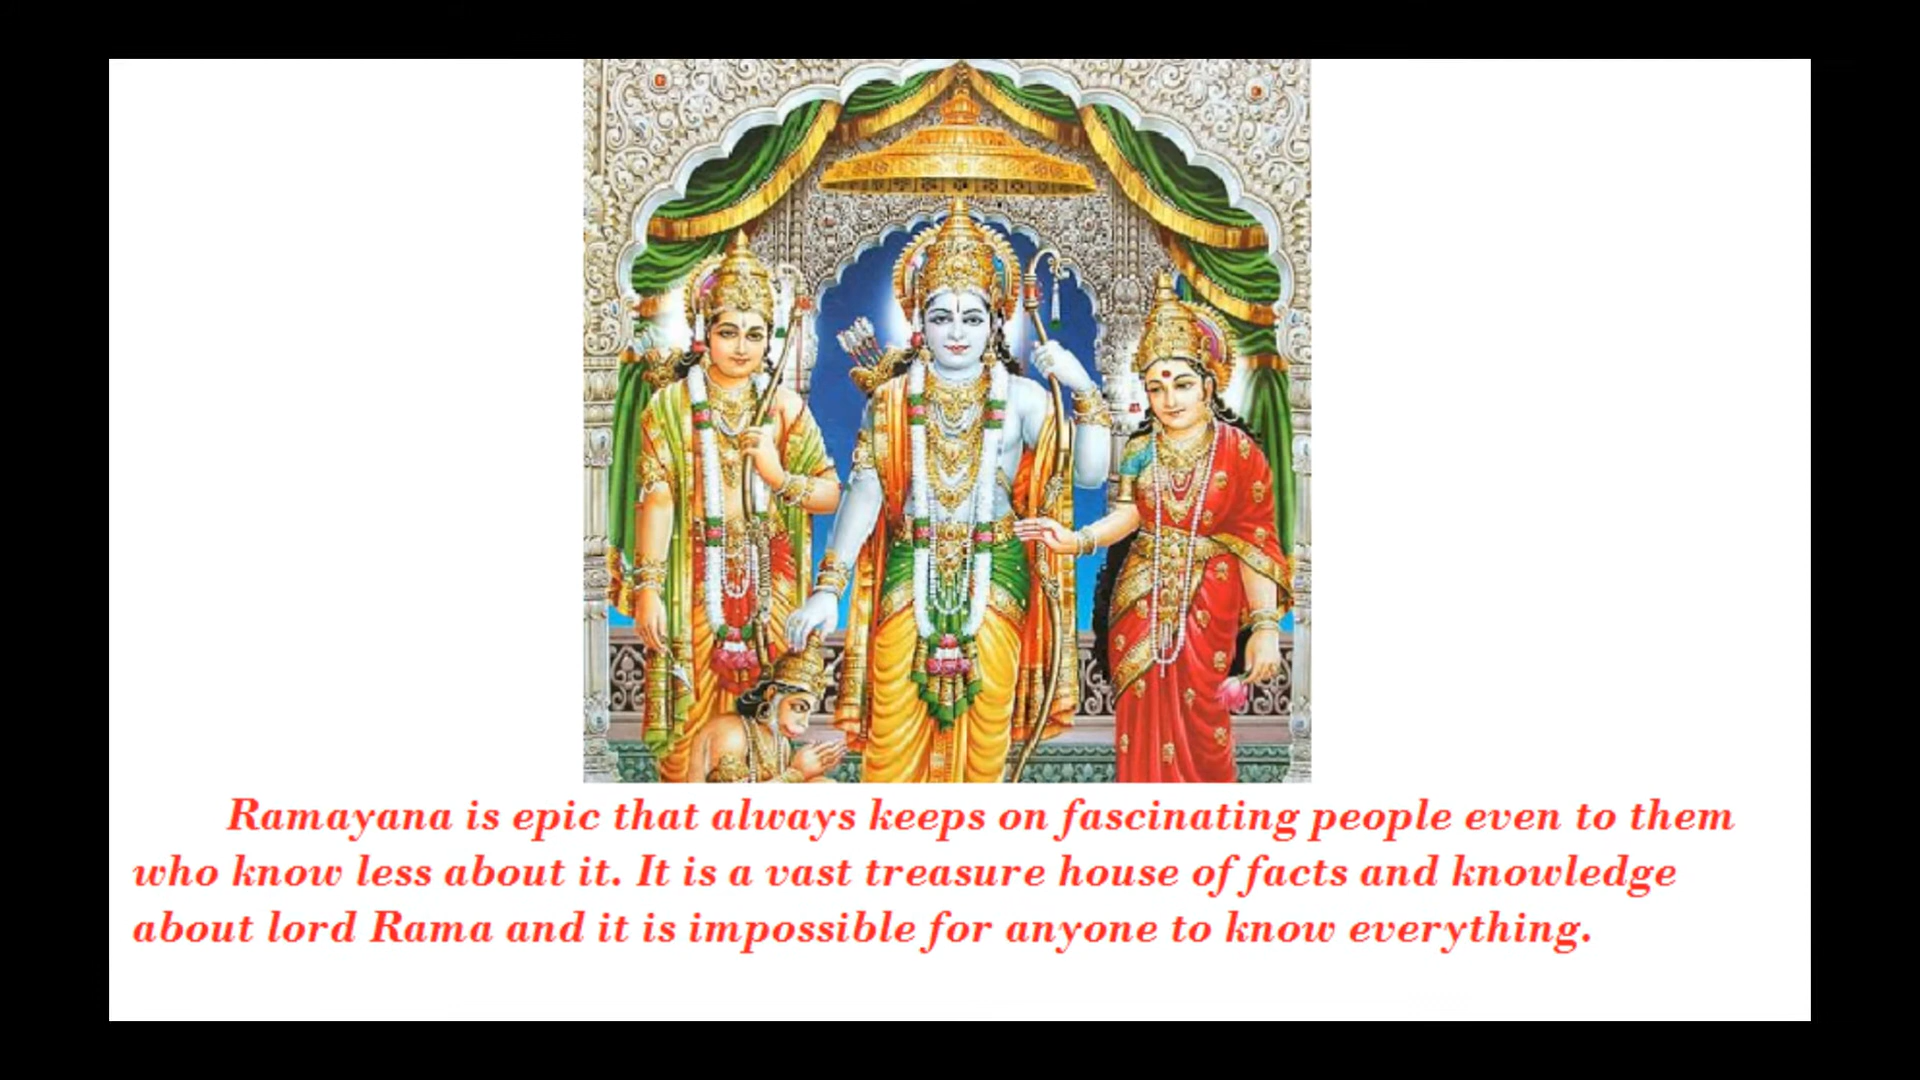 Ramayana is epic that always keeps on fascinating people even to them
who know less about it. It is a vast treasure house of facts and knowledge
about lord Rama and it is impossible for anyone to know everything.